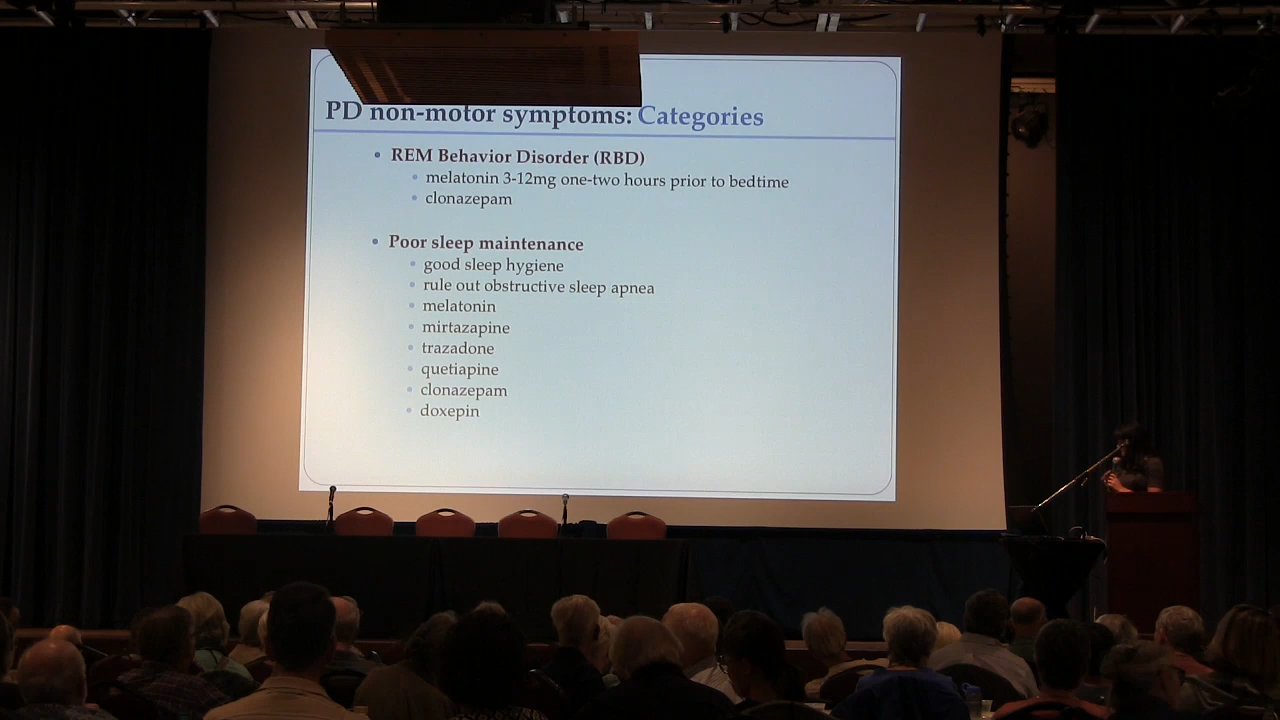 PD non-motor symptoms: Categories
• REM Behavior Disorder (RBD)
• melatonin 3-12mg one-two hours prior to bedtime
• clonazepam
• Poor sleep maintenance
• good sleep hygiene
• rule out obstructive sleep apnea
• melatonin
• mirtazapine
• trazadone
• quetiapine
• clonazepam
• doxepin